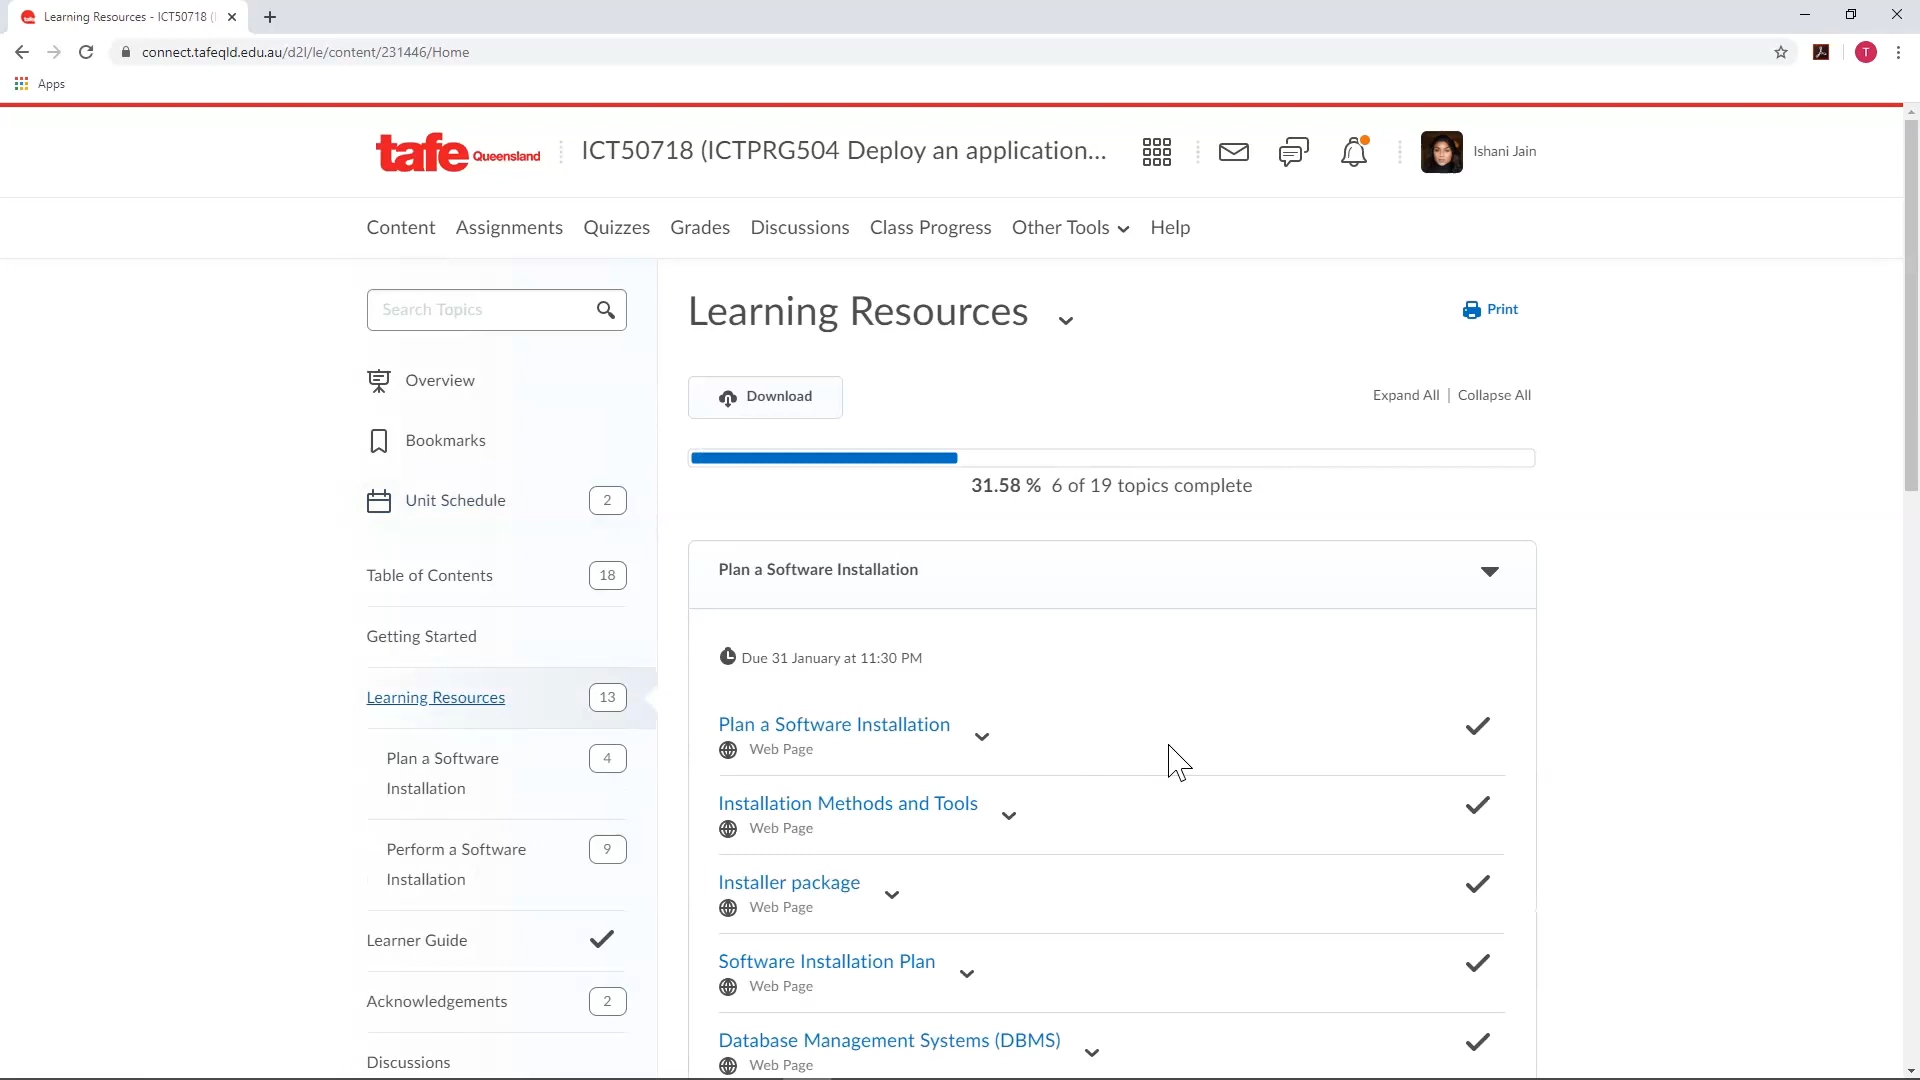 Learning Resources - ICT50718 (
connect.tafeqld.edu.au/d2l/le/content/231446/Home
T
Apps
tafe Queensland
ICT50718 (ICTPRG504 Deploy an application...
Ishani Jain
Content Assignments Quizzes Grades Discussions Class Progress Other Tools Help
Search Topics
Overview
Bookmarks
Unit Schedule 2
Table of Contents 18
Getting Started
Learning Resources 13
Plan a Software 4
Installation
Perform a Software 9
Installation
Learner Guide
Acknowledgements 2
Discussions
Learning Resources
Print
Download
Expand All | Collapse All
31.58 % 6 of 19 topics complete
Plan a Software Installation
Due 31 January at 11:30 PM
Plan a Software Installation
Web Page
Installation Methods and Tools
Web Page
Installer package
Web Page
Software Installation Plan
Web Page
Database Management Systems (DBMS)
Web Page